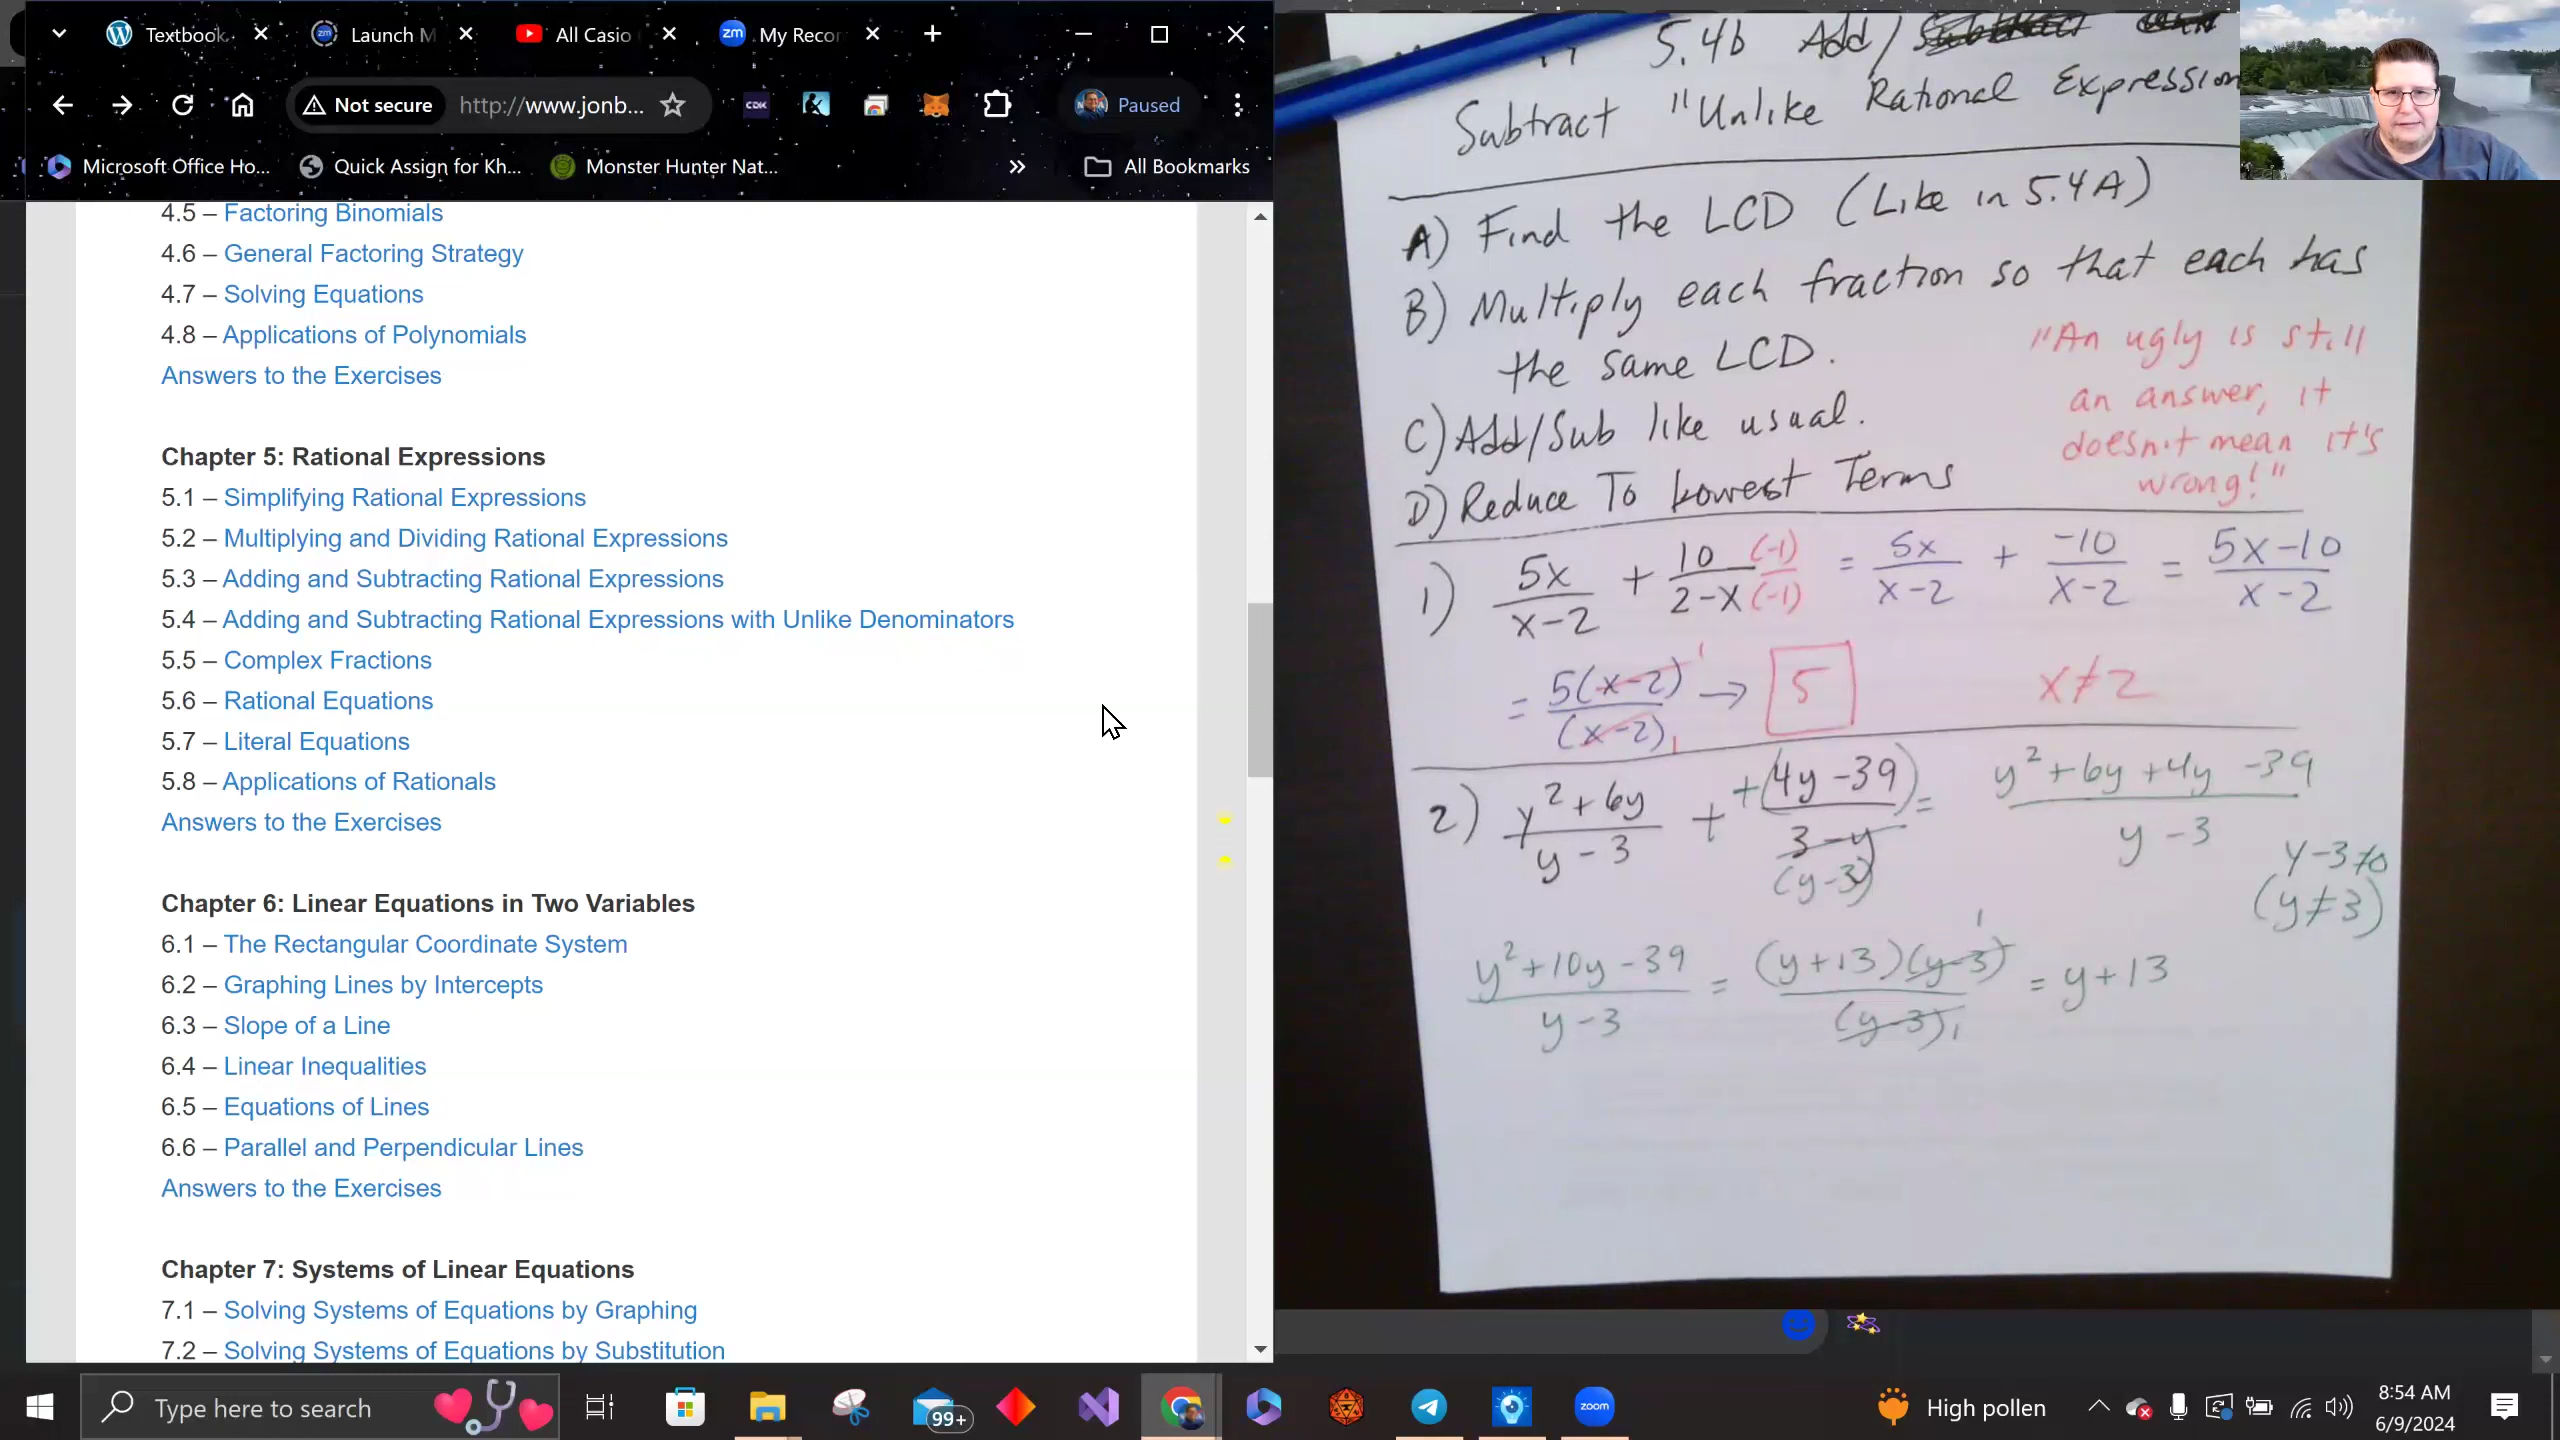 Textbook
Launch M
All Casio
zm My Recor
Not secure http://www.jonb... CDK Paused
Microsoft Office Ho... Quick Assign for Kh... Monster Hunter Nat... » All Bookmarks
4.5 – Factoring Binomials
4.6 – General Factoring Strategy
4.7 – Solving Equations
4.8 – Applications of Polynomials
Answers to the Exercises
Chapter 5: Rational Expressions
5.1 – Simplifying Rational Expressions
5.2 – Multiplying and Dividing Rational Expressions
5.3 – Adding and Subtracting Rational Expressions
5.4 – Adding and Subtracting Rational Expressions with Unlike Denominators
5.5 – Complex Fractions
5.6 – Rational Equations
5.7 – Literal Equations
5.8 – Applications of Rationals
Answers to the Exercises
Chapter 6: Linear Equations in Two Variables
6.1 – The Rectangular Coordinate System
6.2 – Graphing Lines by Intercepts
6.3 – Slope of a Line
6.4 – Linear Inequalities
6.5 – Equations of Lines
6.6 – Parallel and Perpendicular Lines
Answers to the Exercises
Chapter 7: Systems of Linear Equations
7.1 – Solving Systems of Equations by Graphing
7.2 – Solving Systems of Equations by Substitution
5.4b Add/
Subtract "Unlike Rational Expression
A) Find the LCD (Like in 5.4A)
B) Multiply each fraction so that each has
the same LCD.
C) Add/Sub like usual.
D) Reduce To Lowest Terms
"An ugly is still
an answer, it
doesn't mean it's
wrong!"
1) 5x/(x-2) + 10(-1)/(2-x)(-1) = 5x/(x-2) + -10/(x-2) = (5x-10)/(x-2)
= 5(x-2)/(x-2) → 5 x≠2
2) (y²+6y)/(y-3) + +(4y-39)/(3-y) (y-3) = (y²+6y+4y-39)/(y-3)
y-3≠0
(y≠3)
(y²+10y-39)/(y-3) = (y+13)(y-3)/(y-3) = y+13
Type here to search
99+
zoom
High pollen
8:54 AM
6/9/2024